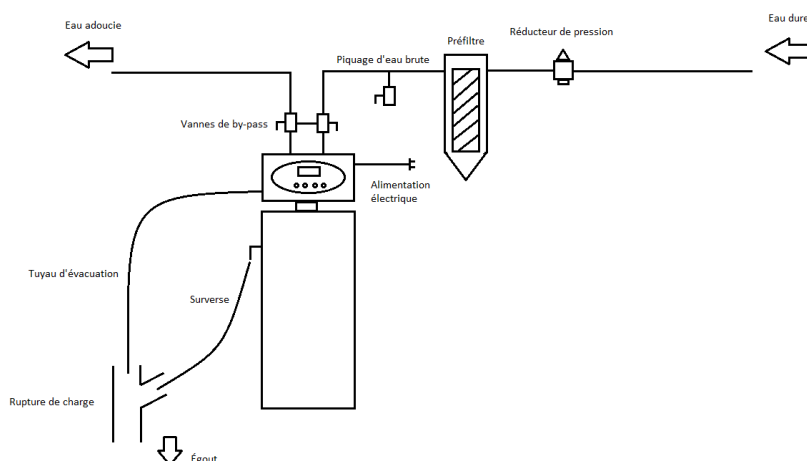 Eau adoucie
Eau dure
Réducteur de pression
Préfiltre
Piquage d'eau brute
Vannes de by-pass
Alimentation
électrique
Tuyau d'évacuation
Surverse
Rupture de charge
Égout